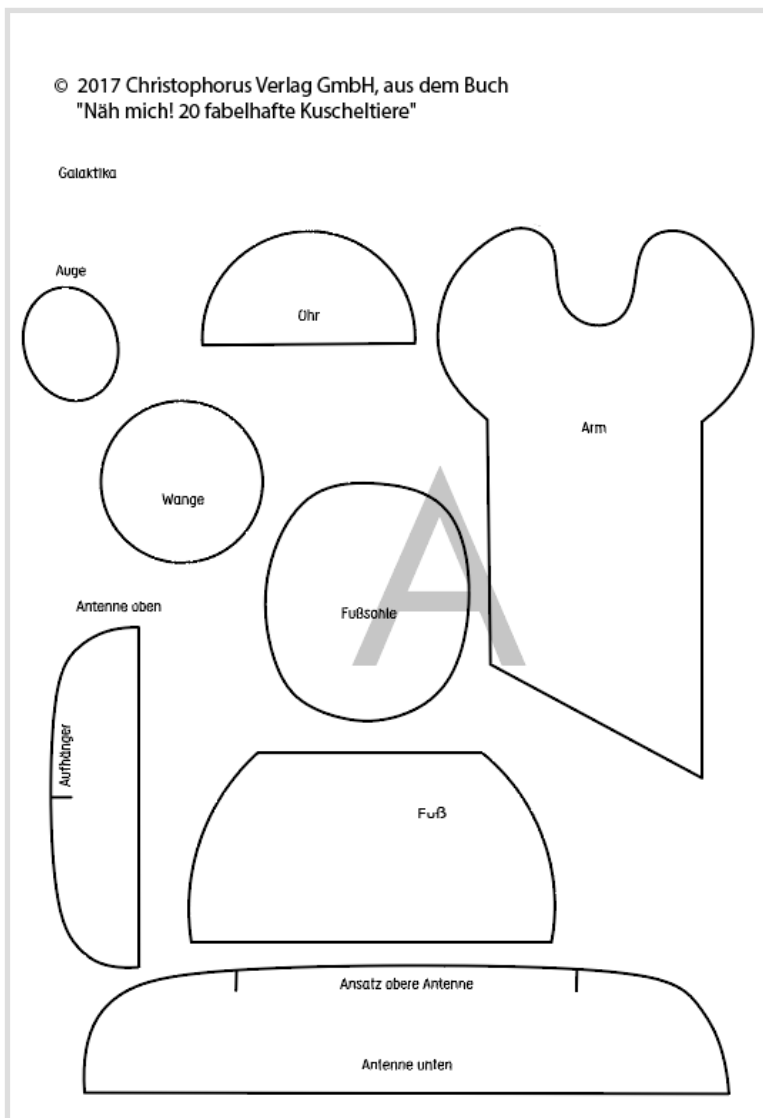 © 2017 Christophorus Verlag GmbH, aus dem Buch
"Näh mich! 20 fabelhafte Kuscheltiere"
Galaktika
Auge
Ohr
Arm
Wange
A
Antenne oben
Fußsohle
Aufhänger
Fuß
Ansatz obere Antenne
Antenne unten